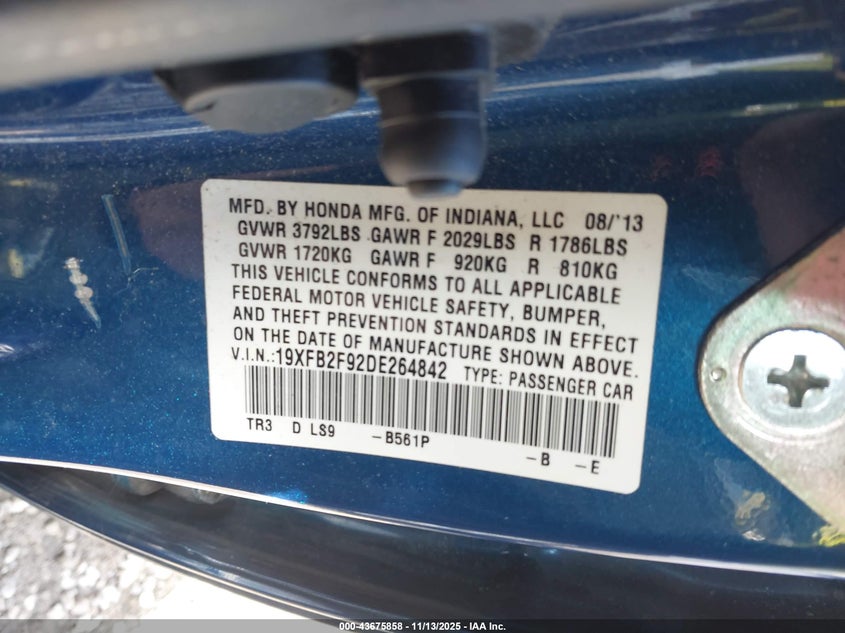 MFD. BY HONDA MFG. OF INDIANA, LLC 08/'13
GVWR 3792LBS GAWR F 2029LBS R 1786LBS
GVWR 1720KG GAWR F 920KG R 810KG
THIS VEHICLE CONFORMS TO ALL APPLICABLE
FEDERAL MOTOR VEHICLE SAFETY, BUMPER,
AND THEFT PREVENTION STANDARDS IN EFFECT
ON THE DATE OF MANUFACTURE SHOWN ABOVE.
V.I.N.:19XFB2F92DE264842 TYPE: PASSENGER CAR
TR3 D LS9 -B561P -B -E
000-43675858 - 11/13/2025 - IAA Inc.